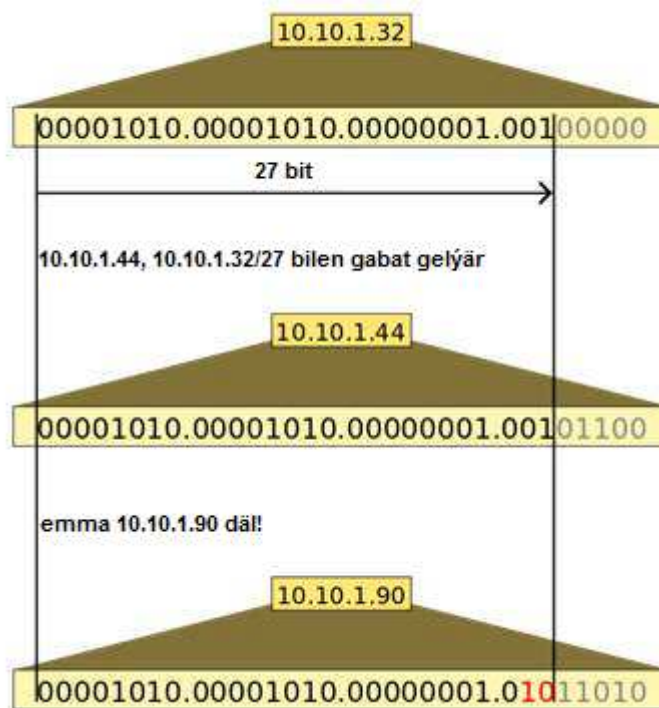 10.10.1.32
00001010.00001010.00000001.00100000
27 bit
10.10.1.44, 10.10.1.32/27 bilen gabat gelýär
10.10.1.44
00001010.00001010.00000001.00101100
emma 10.10.1.90 däl!
10.10.1.90
00001010.00001010.00000001.01011010